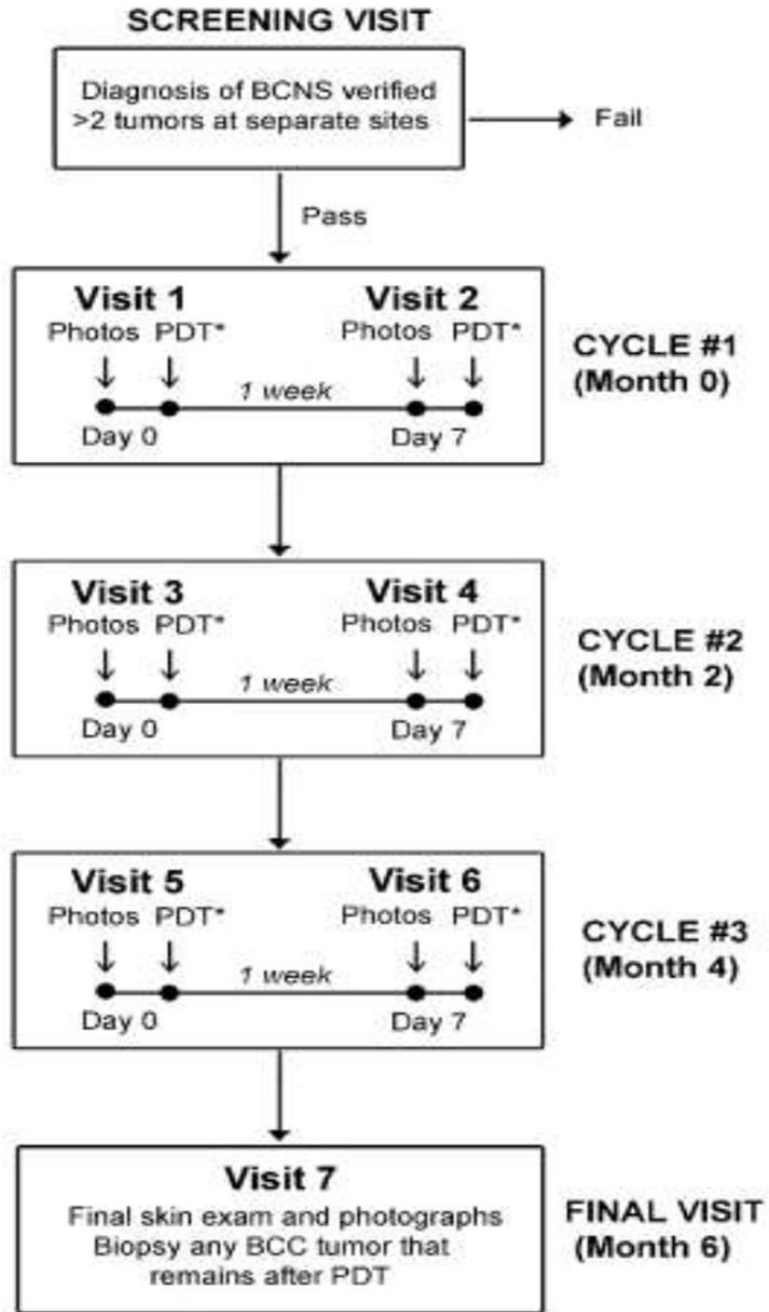 SCREENING VISIT
Diagnosis of BCNS verified
>2 tumors at separate sites
Fail
Pass
Visit 1
Visit 2
Photos PDT*
Photos PDT*
1 week
Day 0
Day 7
CYCLE #1
(Month 0)
Visit 3
Visit 4
Photos PDT*
Photos PDT*
1 week
Day 0
Day 7
CYCLE #2
(Month 2)
Visit 5
Visit 6
Photos PDT*
Photos PDT*
1 week
Day 0
Day 7
CYCLE #3
(Month 4)
Visit 7
Final skin exam and photographs
Biopsy any BCC tumor that
remains after PDT
FINAL VISIT
(Month 6)